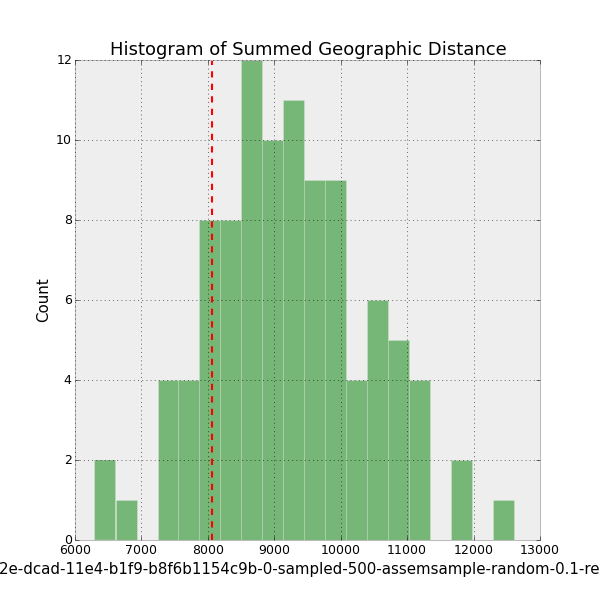 Histogram of Summed Geographic Distance
12
10
8
6
4
2
0
Count
6000 7000 8000 9000 10000 11000 12000 13000
2e-dcad-11e4-b1f9-b8f6b1154c9b-0-sampled-500-assemsample-random-0.1-re